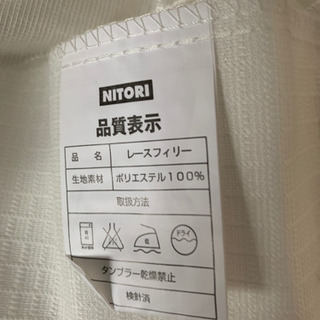 NITORI
品質表示
品 名 レースフィリー
生地素材 ポリエステル100%
取扱方法
低 ドライ
タンブラー乾燥禁止
検針済